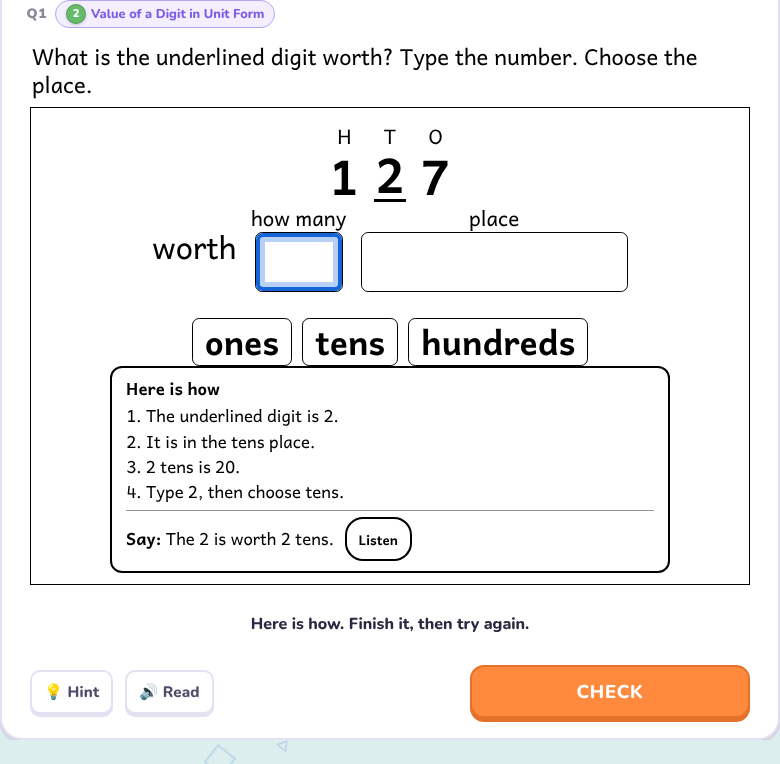 Q1 2 Value of a Digit in Unit Form
What is the underlined digit worth? Type the number. Choose the
place.
H T O
1 2 7
how many place
worth
ones tens hundreds
Here is how
1. The underlined digit is 2.
2. It is in the tens place.
3. 2 tens is 20.
4. Type 2, then choose tens.
Say: The 2 is worth 2 tens. Listen
Here is how. Finish it, then try again.
💡 Hint 🔊 Read CHECK